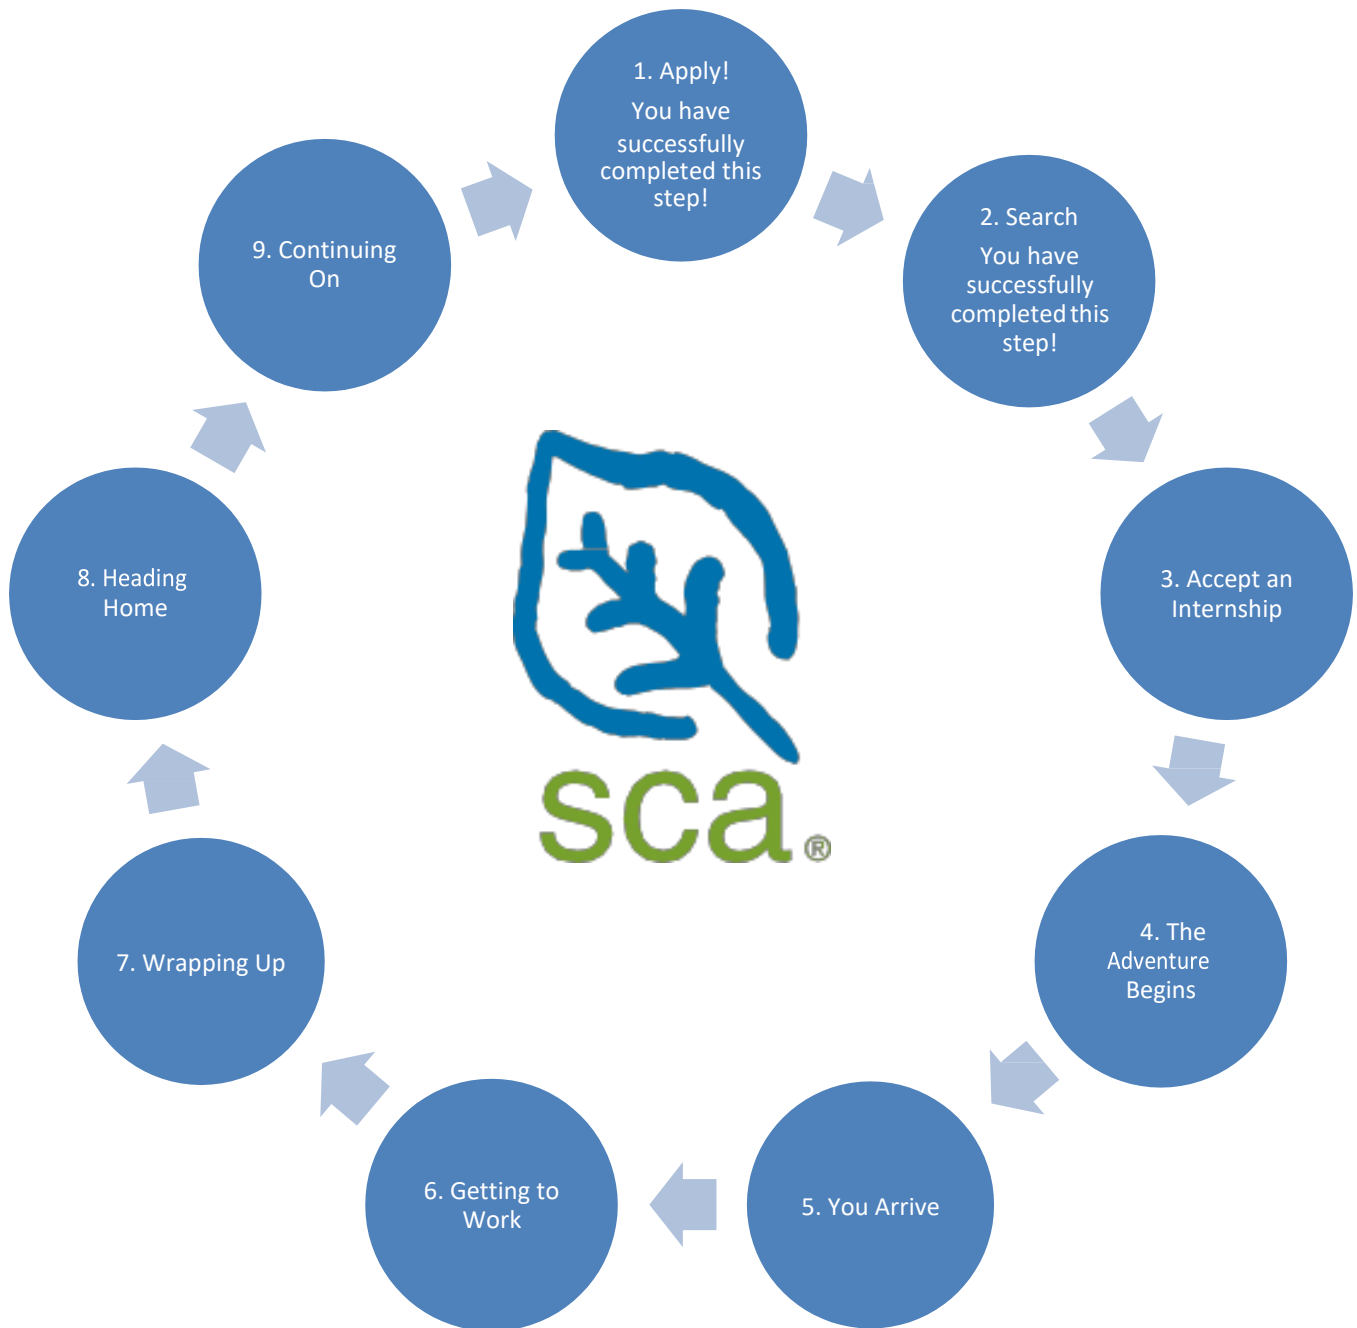 1. Apply!
You have
successfully
completed this
step!
2. Search
You have
successfully
completed this
step!
3. Accept an
Internship
4. The
Adventure
Begins
5. You Arrive
6. Getting to
Work
7. Wrapping Up
8. Heading
Home
9. Continuing
On
sca®